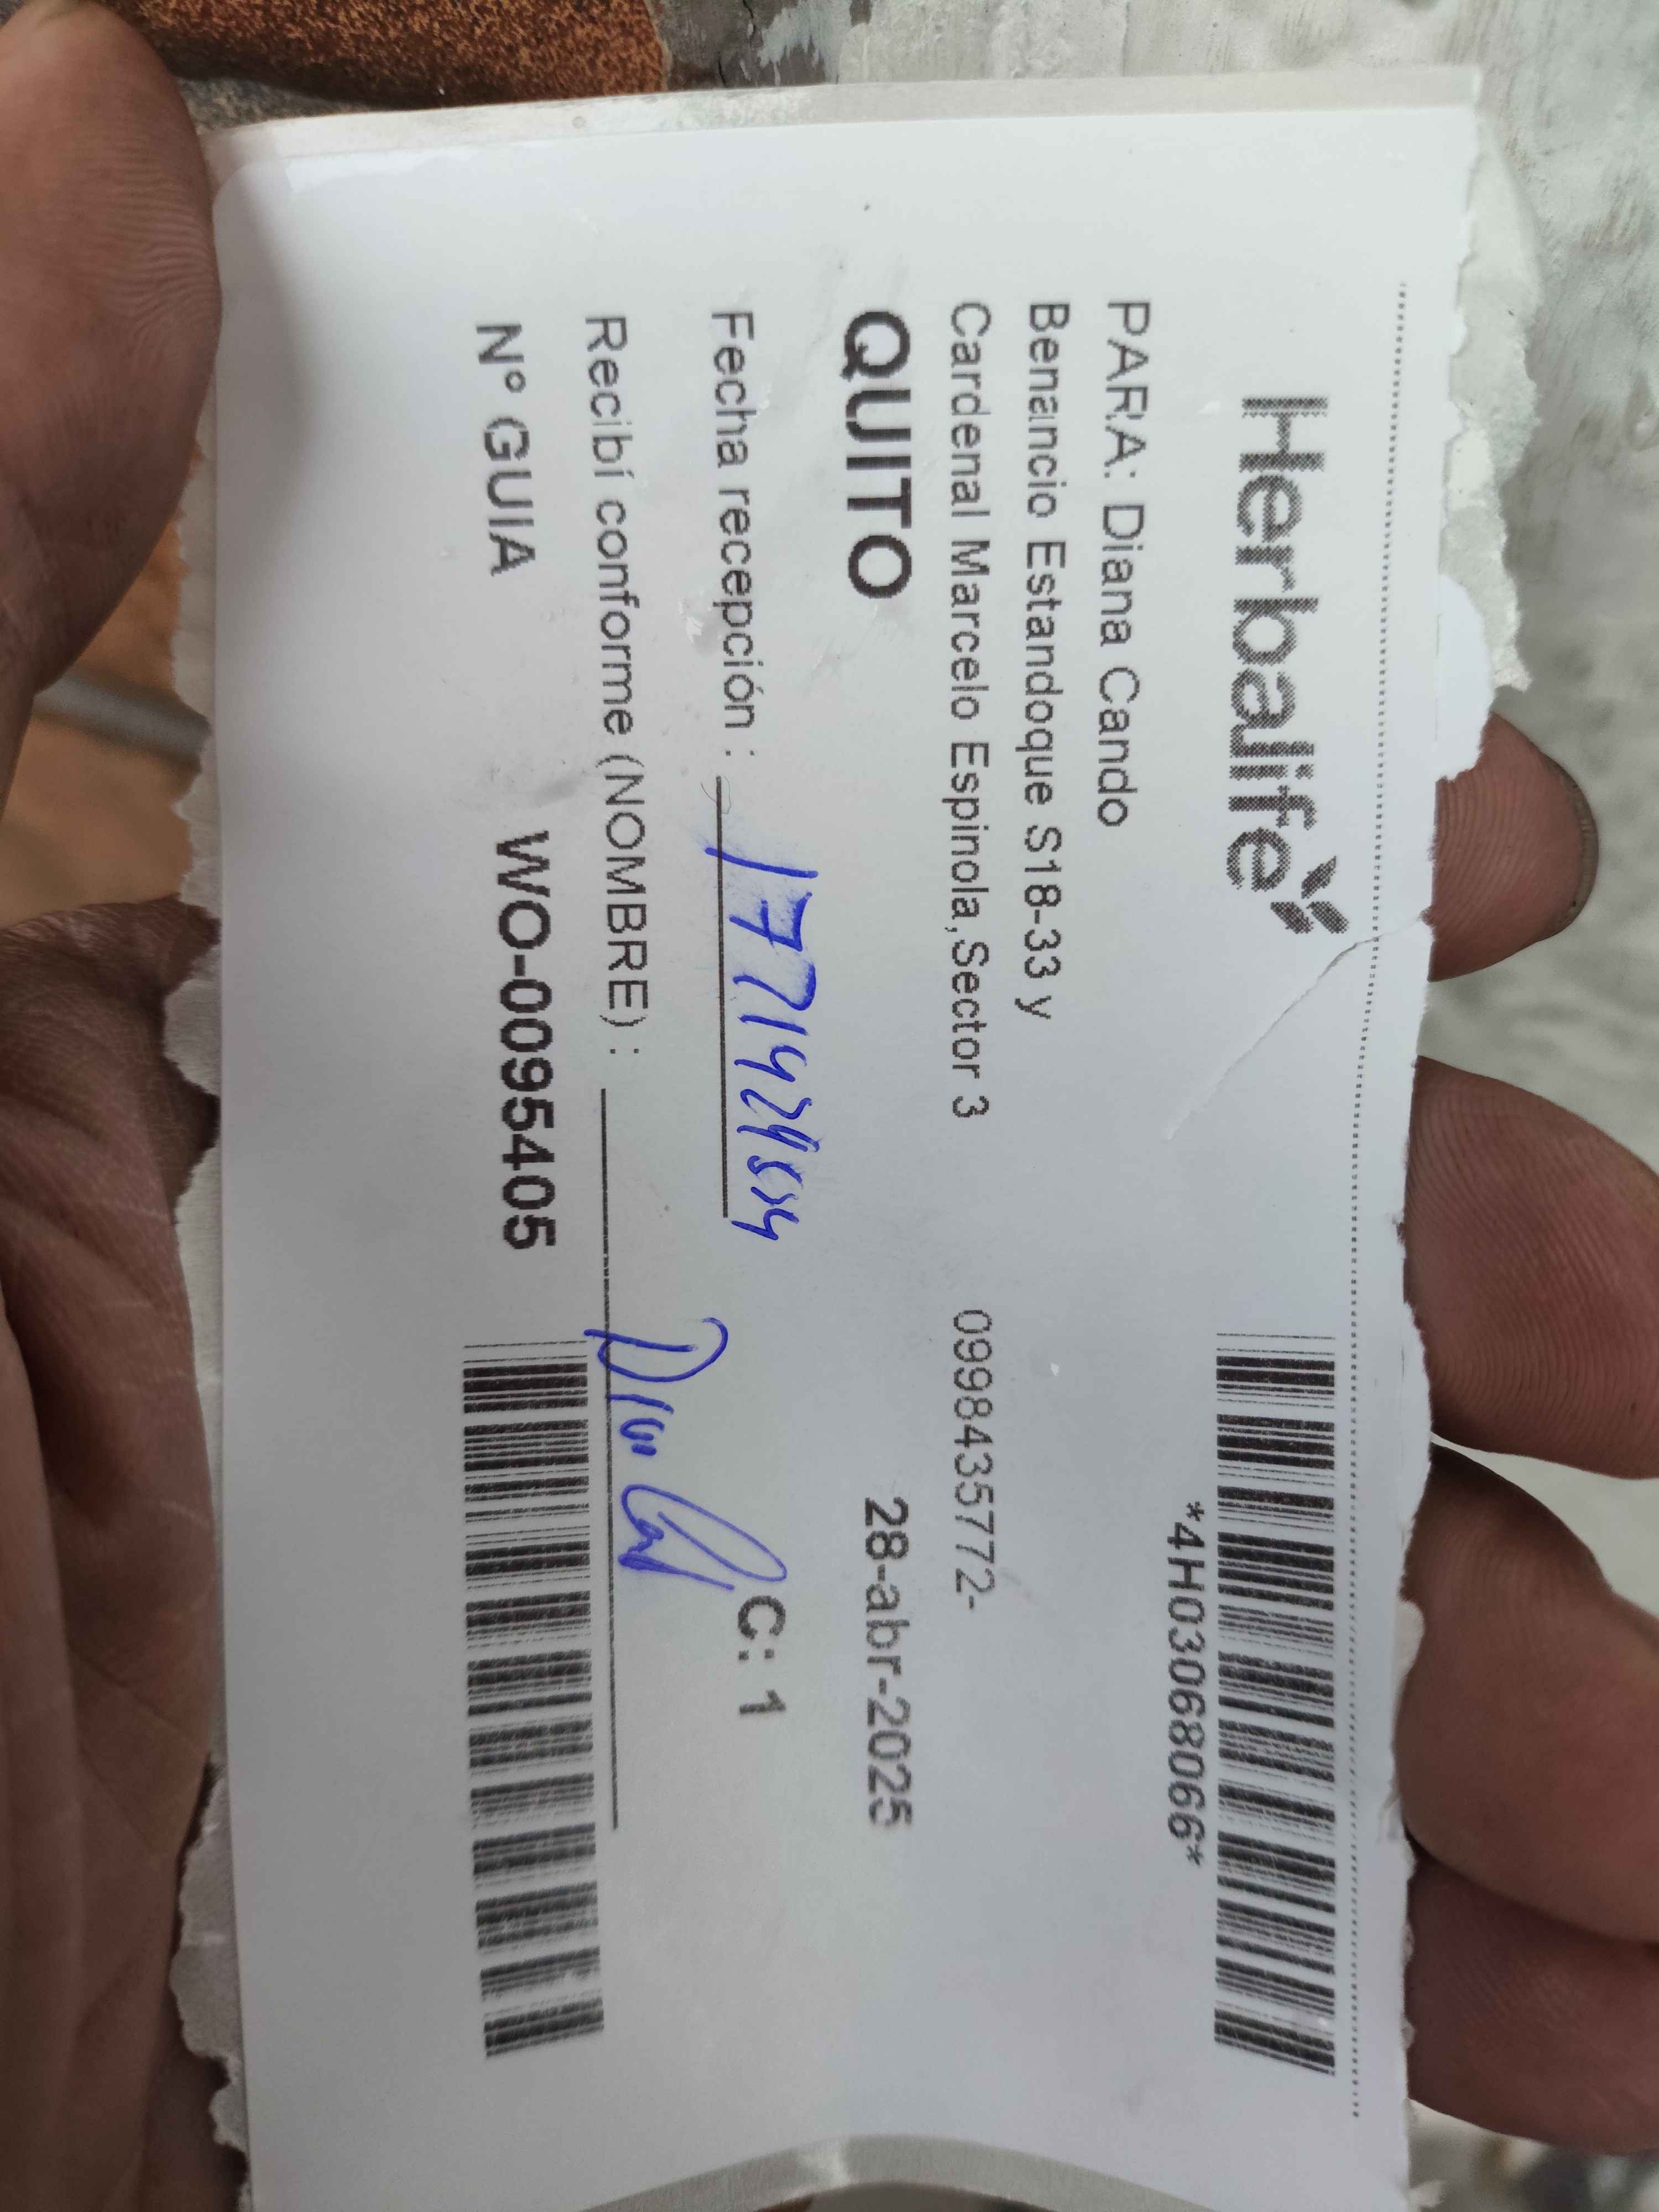 Herbalife
*4H03068066*
PARA: Diana Cando
Benancio Estandoque S18-33 y
Cardenal Marcelo Espinola,Sector 3 0998435772-
QUITO 28-abr-2025
Fecha recepción :
C: 1
Recibí conforme (NOMBRE) :
N° GUIA WO-0095405